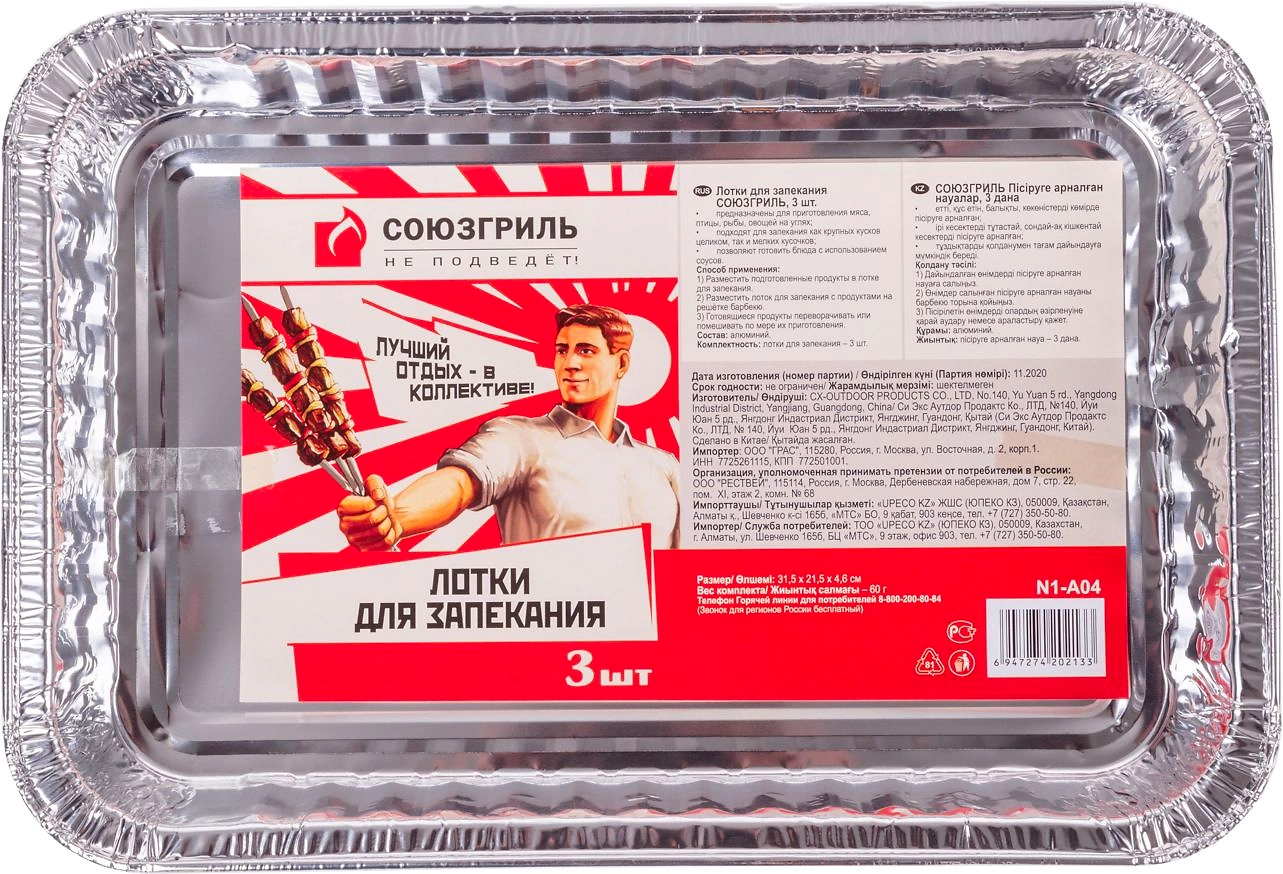 СОЮЗГРИЛЬ
НЕ ПОДВЕДЁТ!
ЛУЧШИЙ
ОТДЫХ - В
КОЛЛЕКТИВЕ!
ЛОТКИ
ДЛЯ ЗАПЕКАНИЯ
3 шт
RUS Лотки для запекания
СОЮЗГРИЛЬ, 3 шт.
• предназначены для приготовления мяса,
птицы, рыбы, овощей на углях;
• подходят для запекания как крупных кусков
целиком, так и мелких кусочков;
• позволяют готовить блюда с использованием
соусов.
Способ применения:
1) Разместить подготовленные продукты в лотке
для запекания.
2) Разместить лоток для запекания с продуктами на
решётке барбекю.
3) Готовящиеся продукты переворачивать или
помешивать по мере их приготовления.
Состав: алюминий.
Комплектность: лотки для запекания – 3 шт.
KZ СОЮЗГРИЛЬ Пісіруге арналған
науалар, 3 дана
• етті, құс етін, балықты, көкөністерді көмірде
пісіруге арналған;
• ірі кесектерді тұтастай, сондай-ақ кішкентай
кесектерді пісіруге арналған;
• тұздықтарды қолданумен тағам дайындауға
мүмкіндік береді.
Қолдану тәсілі:
1) Дайындалған өнімдерді пісіруге арналған
науаға салыңыз.
2) Өнімдер салынған пісіруге арналған науаны
барбекю торына қойыңыз.
3) Пісірілетін өнімдерді олардың әзірленуіне
қарай аудару немесе араластыру қажет.
Құрамы: алюминий.
Жиынтық: пісіруге арналған науа – 3 дана.
Дата изготовления (номер партии) / Өндірілген күні (Партия нөмірі): 11.2020
Срок годности: не ограничен/ Жарамдылық мерзімі: шектелмеген
Изготовитель/ Өндіруші: CX-OUTDOOR PRODUCTS CO., LTD. No.140, Yu Yuan 5 rd., Yangdong
Industrial District, Yangjiang, Guangdong, China/ Си Экс Аутдор Продактс Ко., ЛТД, №140, Йуи
Юан 5 рд., Янгдонг Индастриал Дистрикт, Янгджинг, Гуандонг, Қытай (Си Экс Аутдор Продактс
Ко., ЛТД, № 140, Йуи Юан 5 рд., Янгдонг Индастриал Дистрикт, Янгджинг, Гуандонг, Китай).
Сделано в Китае/ Қытайда жасалған.
Импортер: ООО "ГРАС", 115280, Россия, г. Москва, ул. Восточная, д. 2, корп.1.
ИНН 7725261115, КПП 772501001.
Организация, уполномоченная принимать претензии от потребителей в России:
ООО "РЕСТВЕЙ", 115114, Россия, г. Москва, Дербеневская набережная, дом 7, стр. 22,
пом. XI, этаж 2, комн. № 68
Импорттаушы/ Тұтынушылар қызметі: «UPECO KZ» ЖШС (ЮПЕКО КЗ), 050009, Қазақстан,
Алматы қ., Шевченко к-сі 165б, «МТС» БО, 9 қабат, 903 кеңсе, тел. +7 (727) 350-50-80.
Импортер/ Служба потребителей: ТОО «UPECO KZ» (ЮПЕКО КЗ), 050009, Казахстан,
г. Алматы, ул. Шевченко 165б, БЦ «МТС», 9 этаж, офис 903, тел. +7 (727) 350-50-80.
Размер/ Өлшемі: 31,5 x 21,5 x 4,6 см
Вес комплекта/ Жиынтық салмағы – 60 г
Телефон Горячей линии для потребителей 8-800-200-80-84
(Звонок для регионов России бесплатный)
N1-A04
РСТ
81
6 947274 202133